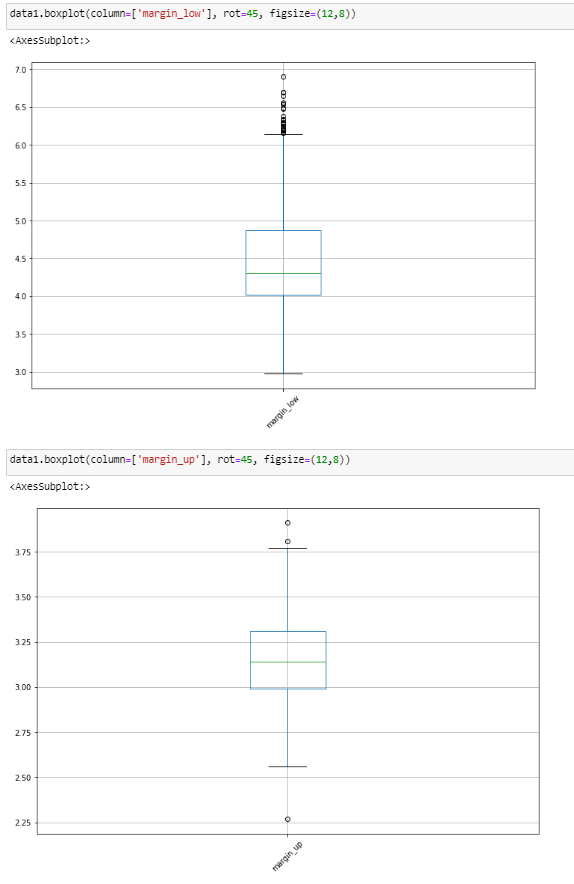 data1.boxplot(column=['margin_low'], rot=45, figsize=(12,8))
<AxesSubplot:>
7.0
6.5
6.0
5.5
5.0
4.5
4.0
3.5
3.0
margin_low
data1.boxplot(column=['margin_up'], rot=45, figsize=(12,8))
<AxesSubplot:>
3.75
3.50
3.25
3.00
2.75
2.50
2.25
margin_up